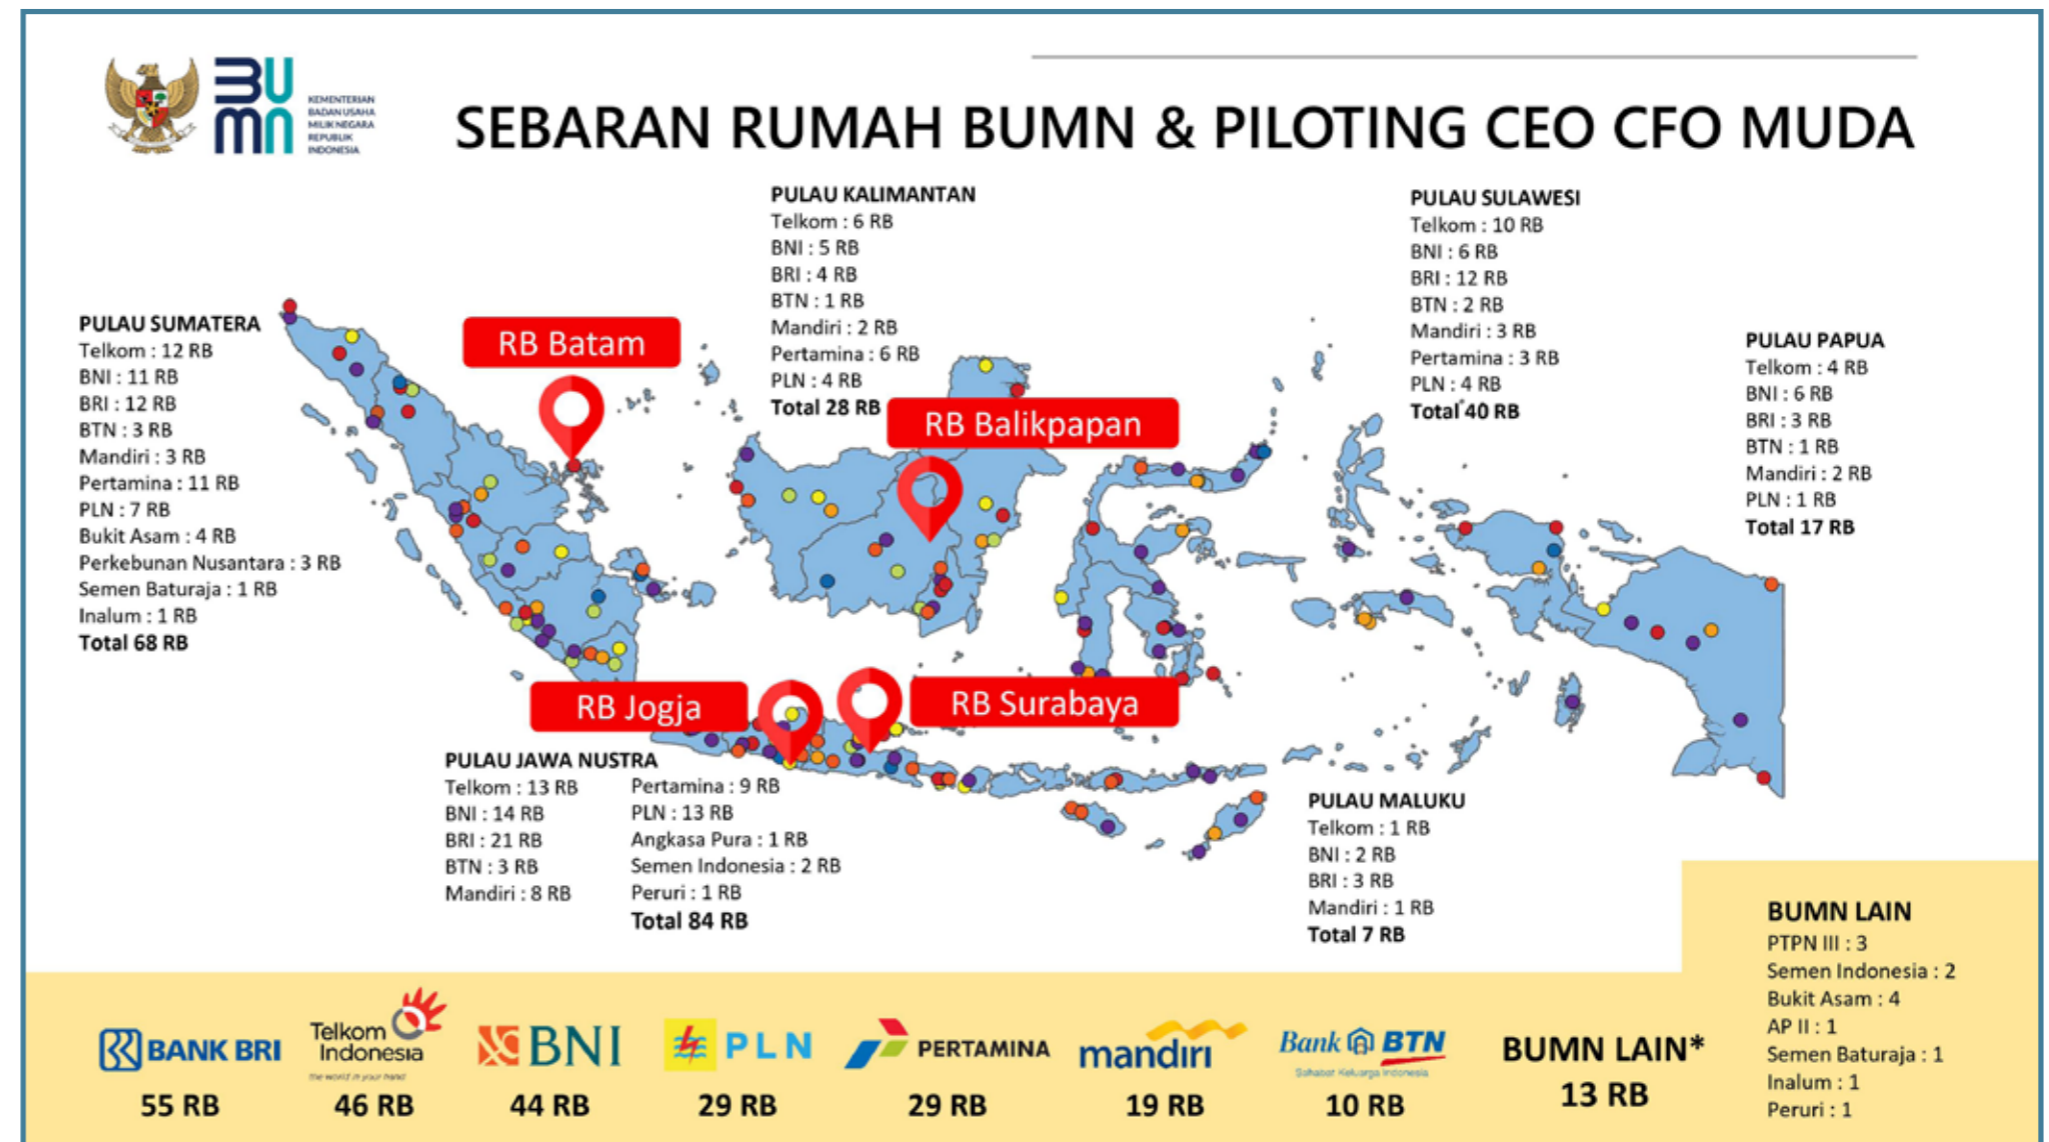 BUMN
KEMENTERIAN
BADAN USAHA
MILIK NEGARA
REPUBLIK
INDONESIA
SEBARAN RUMAH BUMN & PILOTING CEO CFO MUDA
PULAU SUMATERA
Telkom : 12 RB
BNI : 11 RB
BRI : 12 RB
BTN : 3 RB
Mandiri : 3 RB
Pertamina : 11 RB
PLN : 7 RB
Bukit Asam : 4 RB
Perkebunan Nusantara : 3 RB
Semen Baturaja : 1 RB
Inalum : 1 RB
Total 68 RB
RB Batam
PULAU KALIMANTAN
Telkom : 6 RB
BNI : 5 RB
BRI : 4 RB
BTN : 1 RB
Mandiri : 2 RB
Pertamina : 6 RB
PLN : 4 RB
Total 28 RB
RB Balikpapan
PULAU SULAWESI
Telkom : 10 RB
BNI : 6 RB
BRI : 12 RB
BTN : 2 RB
Mandiri : 3 RB
Pertamina : 3 RB
PLN : 4 RB
Total 40 RB
PULAU PAPUA
Telkom : 4 RB
BNI : 6 RB
BRI : 3 RB
BTN : 1 RB
Mandiri : 2 RB
PLN : 1 RB
Total 17 RB
RB Jogja
RB Surabaya
PULAU JAWA NUSTRA
Telkom : 13 RB
BNI : 14 RB
BRI : 21 RB
BTN : 3 RB
Mandiri : 8 RB
Pertamina : 9 RB
PLN : 13 RB
Angkasa Pura : 1 RB
Semen Indonesia : 2 RB
Peruri : 1 RB
Total 84 RB
PULAU MALUKU
Telkom : 1 RB
BNI : 2 RB
BRI : 3 RB
Mandiri : 1 RB
Total 7 RB
BUMN LAIN
PTPN III : 3
Semen Indonesia : 2
Bukit Asam : 4
AP II : 1
Semen Baturaja : 1
Inalum : 1
Peruri : 1
BANK BRI
55 RB
Telkom
Indonesia
the world in your hand
46 RB
BNI
44 RB
PLN
29 RB
PERTAMINA
29 RB
mandiri
19 RB
Bank BTN
Sahabat Keluarga Indonesia
10 RB
BUMN LAIN*
13 RB